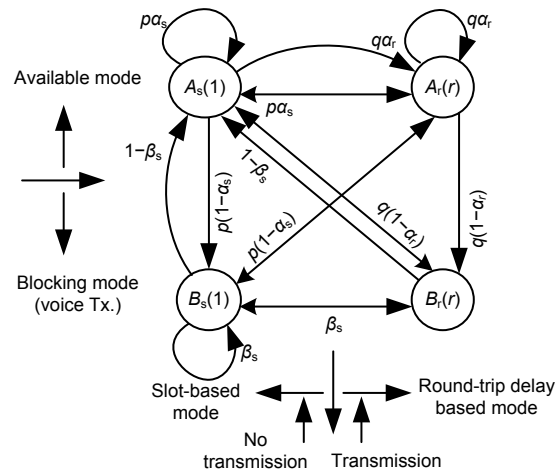 pαₛ
qαᵣ
qαᵣ
Available mode
Aₛ(1)
Aᵣ(r)
pαₛ
1−βₛ
1−βₛ
p(1−αₛ)
p(1−αₛ)
q(1−αᵣ)
q(1−αᵣ)
Blocking mode
(voice Tx.)
Bₛ(1)
Bᵣ(r)
βₛ
βₛ
Slot-based
mode
Round-trip delay
based mode
No
transmission
Transmission